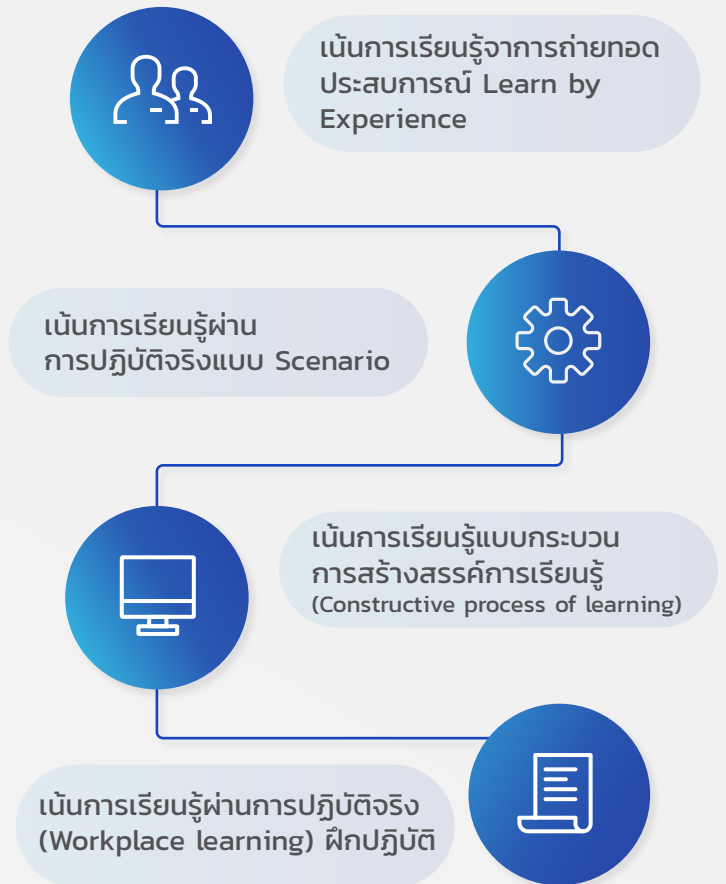 เน้นการเรียนรู้จาการถ่ายทอด
ประสบการณ์ Learn by
Experience
เน้นการเรียนรู้ผ่าน
การปฏิบัติจริงแบบ Scenario
เน้นการเรียนรู้แบบกระบวน
การสร้างสรรค์การเรียนรู้
(Constructive process of learning)
เน้นการเรียนรู้ผ่านการปฏิบัติจริง
(Workplace learning) ฝึกปฏิบัติ